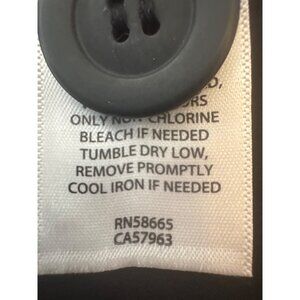 ONLY NON CHLORINE
BLEACH IF NEEDED
TUMBLE DRY LOW,
REMOVE PROMPTLY
COOL IRON IF NEEDED
RN58665
CA57963